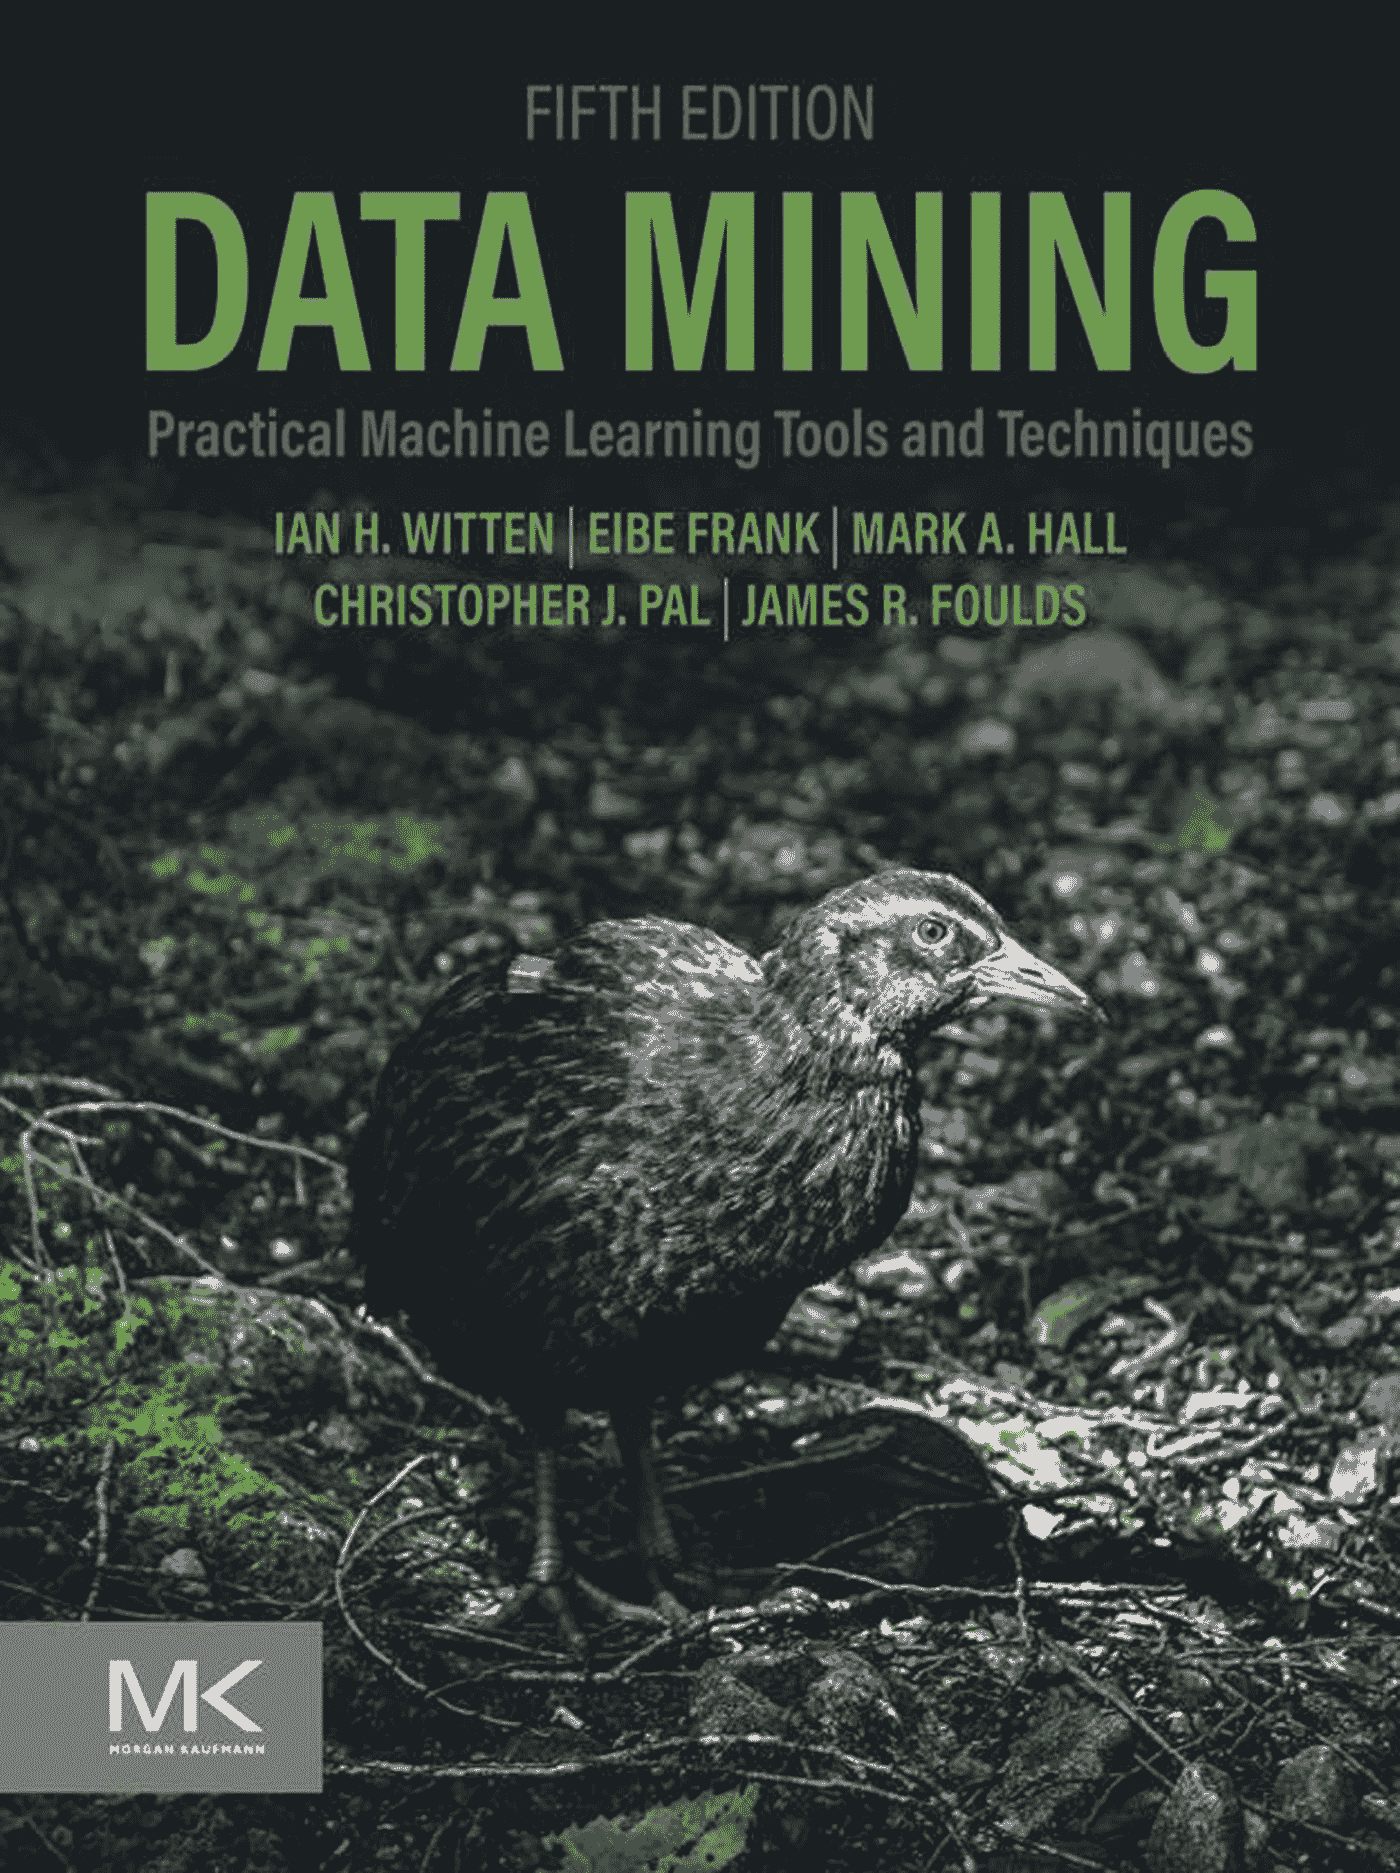 FIFTH EDITION
DATA MINING
Practical Machine Learning Tools and Techniques
IAN H. WITTEN | EIBE FRANK | MARK A. HALL
CHRISTOPHER J. PAL | JAMES R. FOULDS
MK
MORGAN KAUFMANN